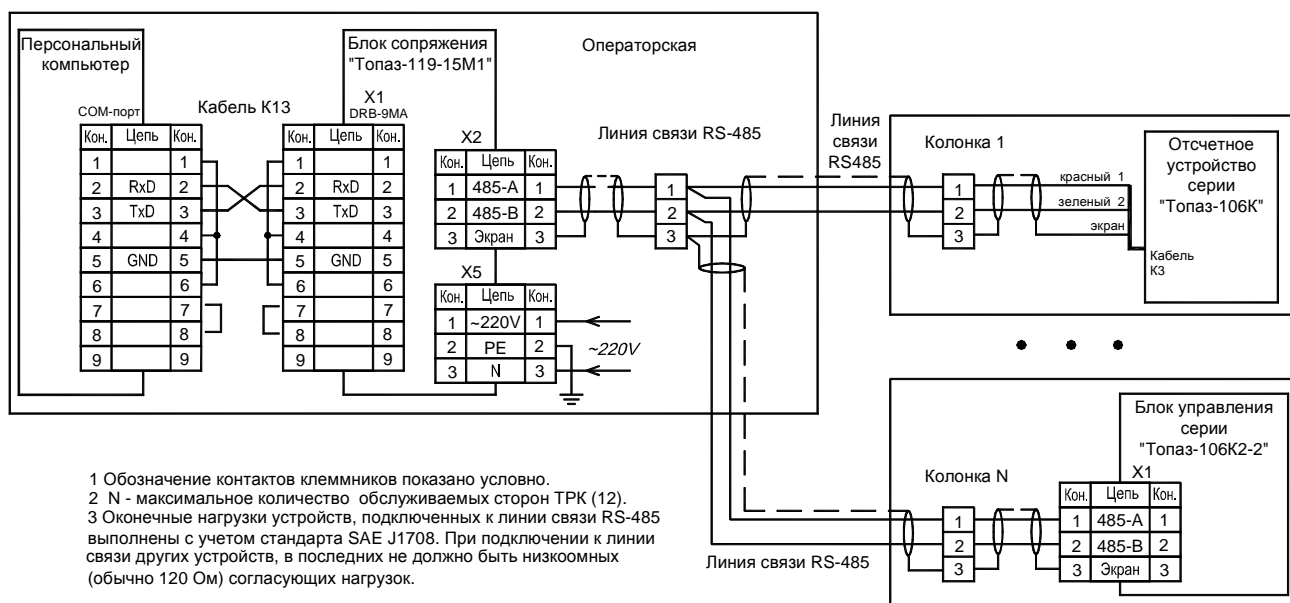 Персональный
компьютер
Блок сопряжения
"Топаз-119-15М1"
Операторская
COM-порт
Кабель К13
X1
DRB-9MA
Кон. Цепь Кон.
1 1
2 RxD 2
3 TxD 3
4 4
5 GND 5
6 6
7 7
8 8
9 9
Кон. Цепь Кон.
1 1
2 RxD 2
3 TxD 3
4 4
5 GND 5
6 6
7 7
8 8
9 9
X2
Кон. Цепь Кон.
1 485-A 1
2 485-B 2
3 Экран 3
X5
Кон. Цепь Кон.
1 ~220V 1
2 PE 2
3 N 3
~220V
Линия связи RS-485
1
2
3
Линия
связи
RS485
Колонка 1
1
2
3
красный 1
зеленый 2
экран
Кабель
К3
Отсчетное
устройство
серии
"Топаз-106К"
Блок управления
серии
"Топаз-106К2-2"
Колонка N
1
2
3
X1
Кон. Цепь Кон.
1 485-A 1
2 485-B 2
3 Экран 3
Линия связи RS-485
1 Обозначение контактов клеммников показано условно.
2 N - максимальное количество обслуживаемых сторон ТРК (12).
3 Оконечные нагрузки устройств, подключенных к линии связи RS-485
выполнены с учетом стандарта SAE J1708. При подключении к линии
связи других устройств, в последних не должно быть низкоомных
(обычно 120 Ом) согласующих нагрузок.